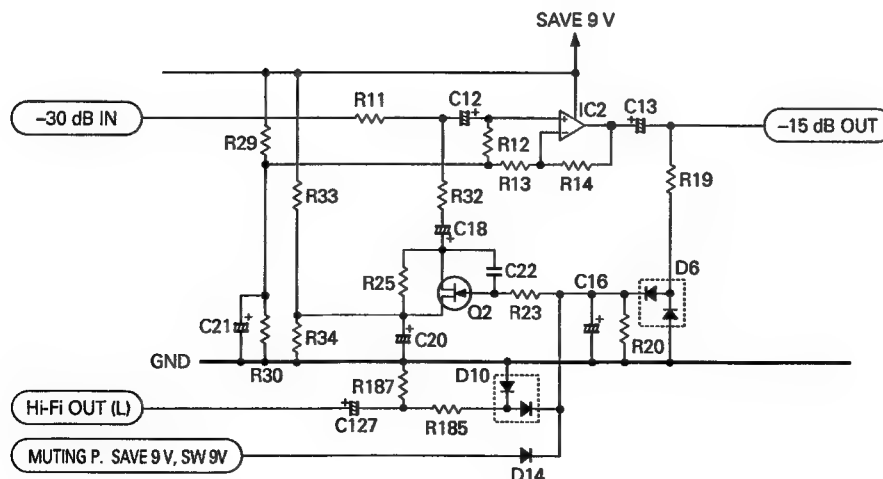 SAVE 9 V
–30 dB IN
R11
C12
+
+
–
IC2
C13
+
–15 dB OUT
R29
R12
R13
R14
R19
R33
R32
C18
+
R25
C22
C16
D6
Q2
R23
C21
+
R34
+
C20
+
R20
GND
R30
R187
D10
Hi-Fi OUT (L)
+
C127
R185
MUTING P. SAVE 9 V, SW 9V
D14